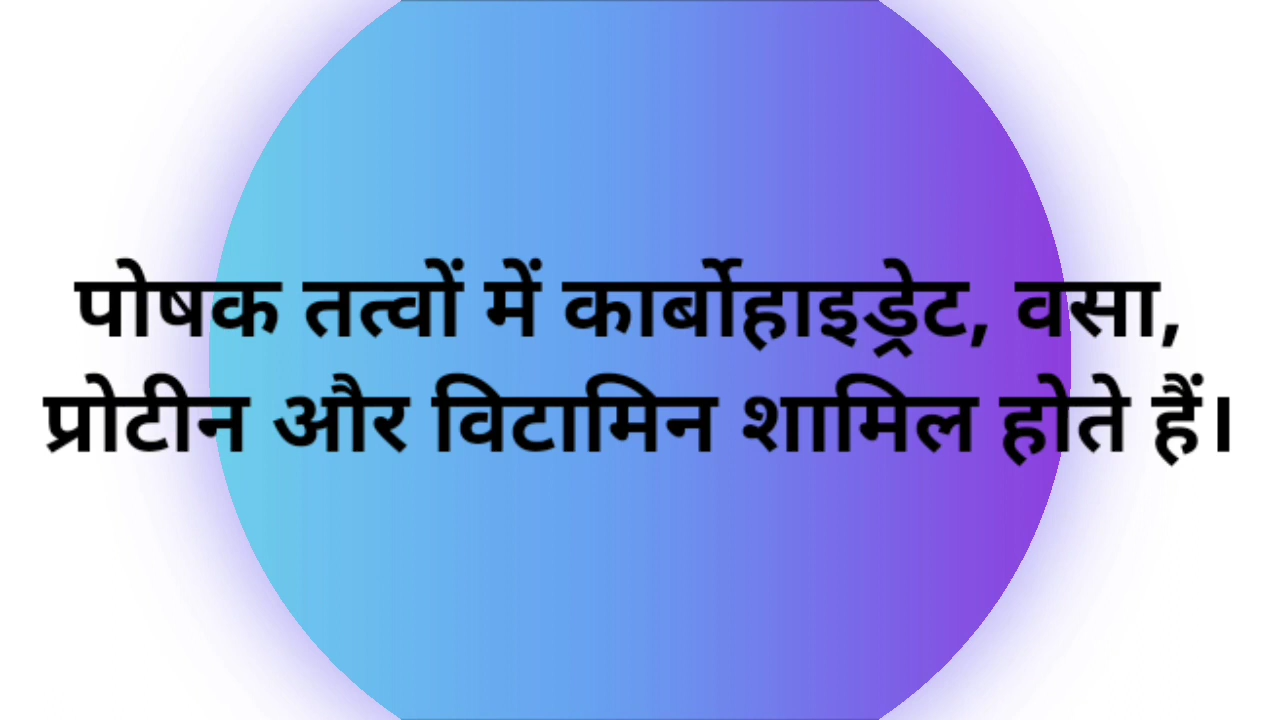 पोषक तत्वों में कार्बोहाइड्रेट, वसा,
प्रोटीन और विटामिन शामिल होते हैं।